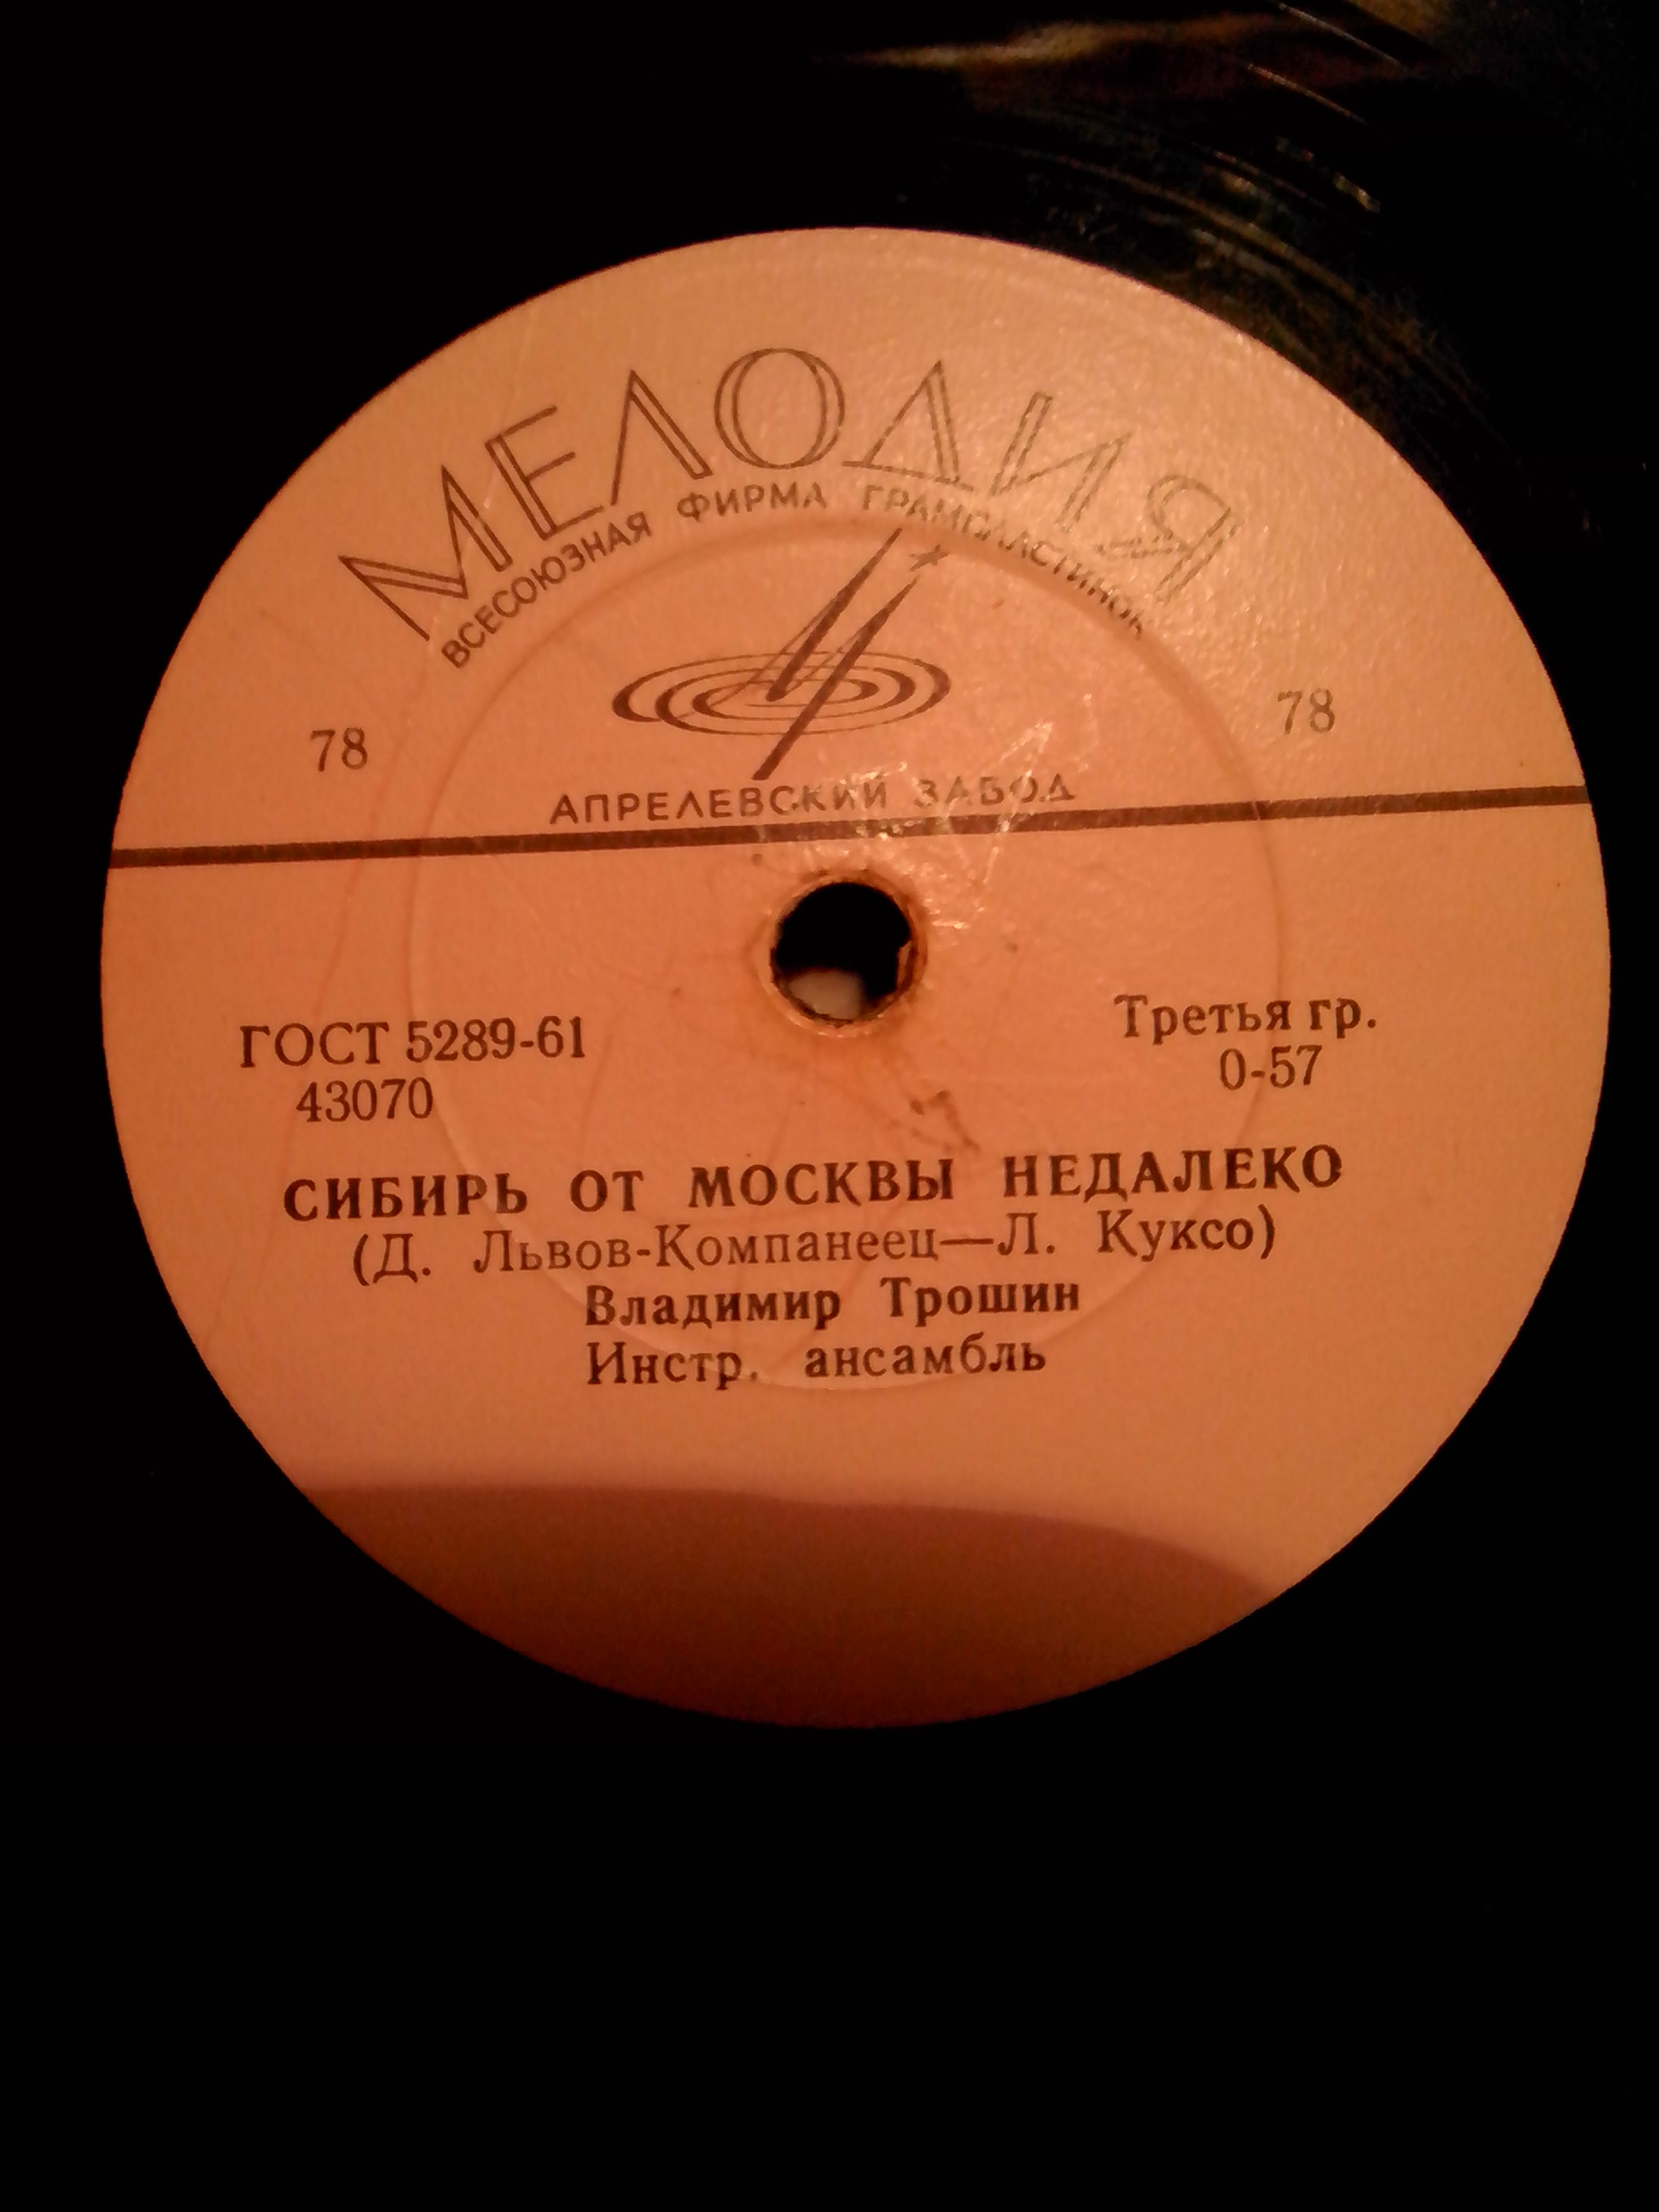 МЕЛОДИЯ
ВСЕСОЮЗНАЯ ФИРМА ГРАМПЛАСТИНОК
78 78
АПРЕЛЕВСКИЙ ЗАВОД
ГОСТ 5289-61 Третья гр.
43070 0-57
СИБИРЬ ОТ МОСКВЫ НЕДАЛЕКО
(Д. Львов-Компанеец—Л. Куксо)
Владимир Трошин
Инстр. ансамбль